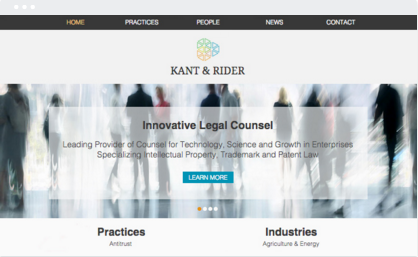 HOME PRACTICES PEOPLE NEWS CONTACT
KANT & RIDER
Innovative Legal Counsel
Leading Provider of Counsel for Technology, Science and Growth in Enterprises
Specializing Intellectual Property, Trademark and Patent Law
LEARN MORE
Practices Industries
Antitrust Agriculture & Energy